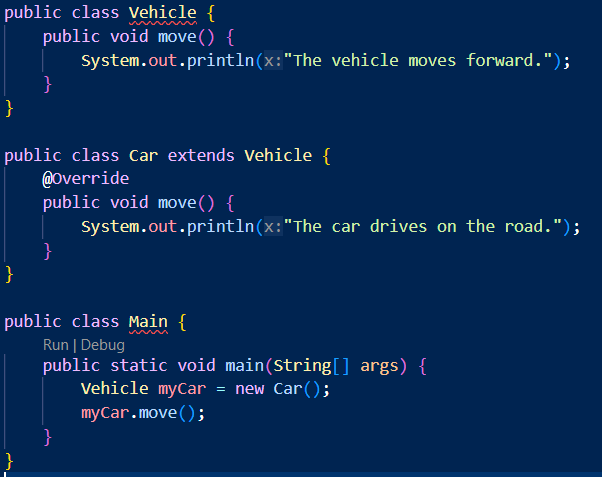 public class Vehicle {
    public void move() {
        System.out.println(x:"The vehicle moves forward.");
    }
}
public class Car extends Vehicle {
    @Override
    public void move() {
        System.out.println(x:"The car drives on the road.");
    }
}
public class Main {
    Run | Debug
    public static void main(String[] args) {
        Vehicle myCar = new Car();
        myCar.move();
    }
}